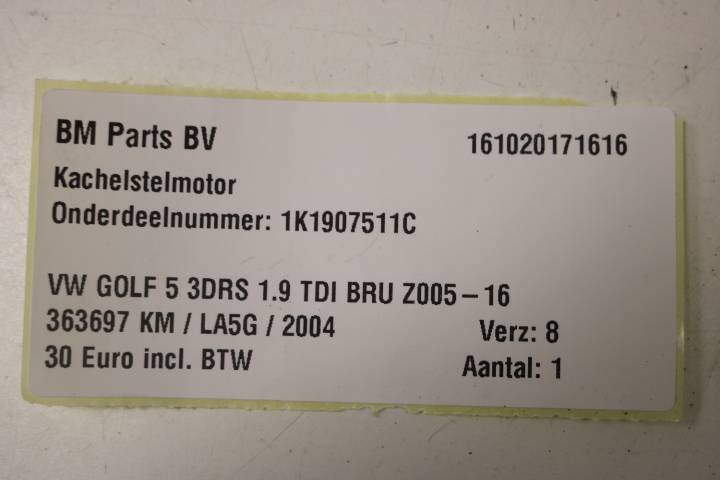 BM Parts BV 161020171616
Kachelstelmotor
Onderdeelnummer: 1K1907511C
VW GOLF 5 3DRS 1.9 TDI BRU Z005-16
363697 KM / LA5G / 2004 Verz: 8
30 Euro incl. BTW Aantal: 1